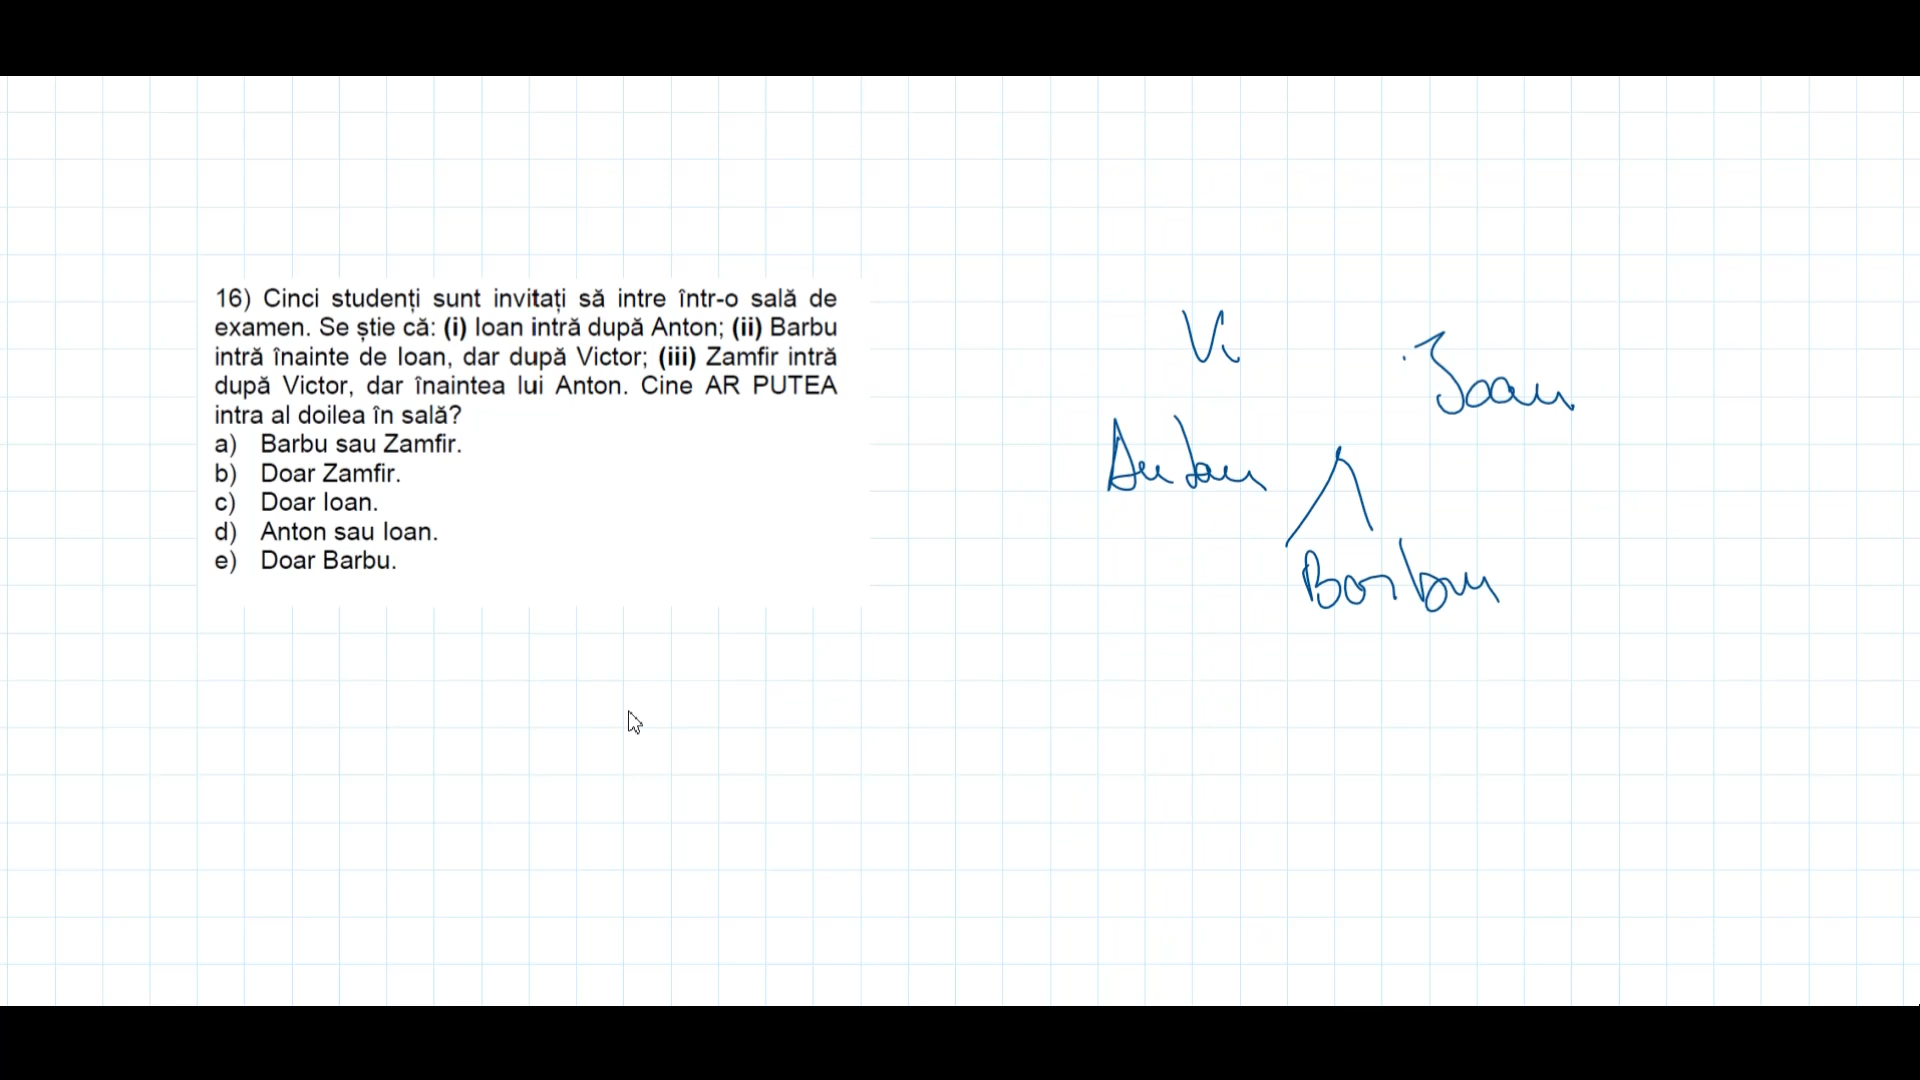 16) Cinci studenți sunt invitați să intre într-o sală de
examen. Se știe că: (i) Ioan intră după Anton; (ii) Barbu
intră înainte de Ioan, dar după Victor; (iii) Zamfir intră
după Victor, dar înaintea lui Anton. Cine AR PUTEA
intra al doilea în sală?
a) Barbu sau Zamfir.
b) Doar Zamfir.
c) Doar Ioan.
d) Anton sau Ioan.
e) Doar Barbu.
Vi
Ioan
Anton
Barbu